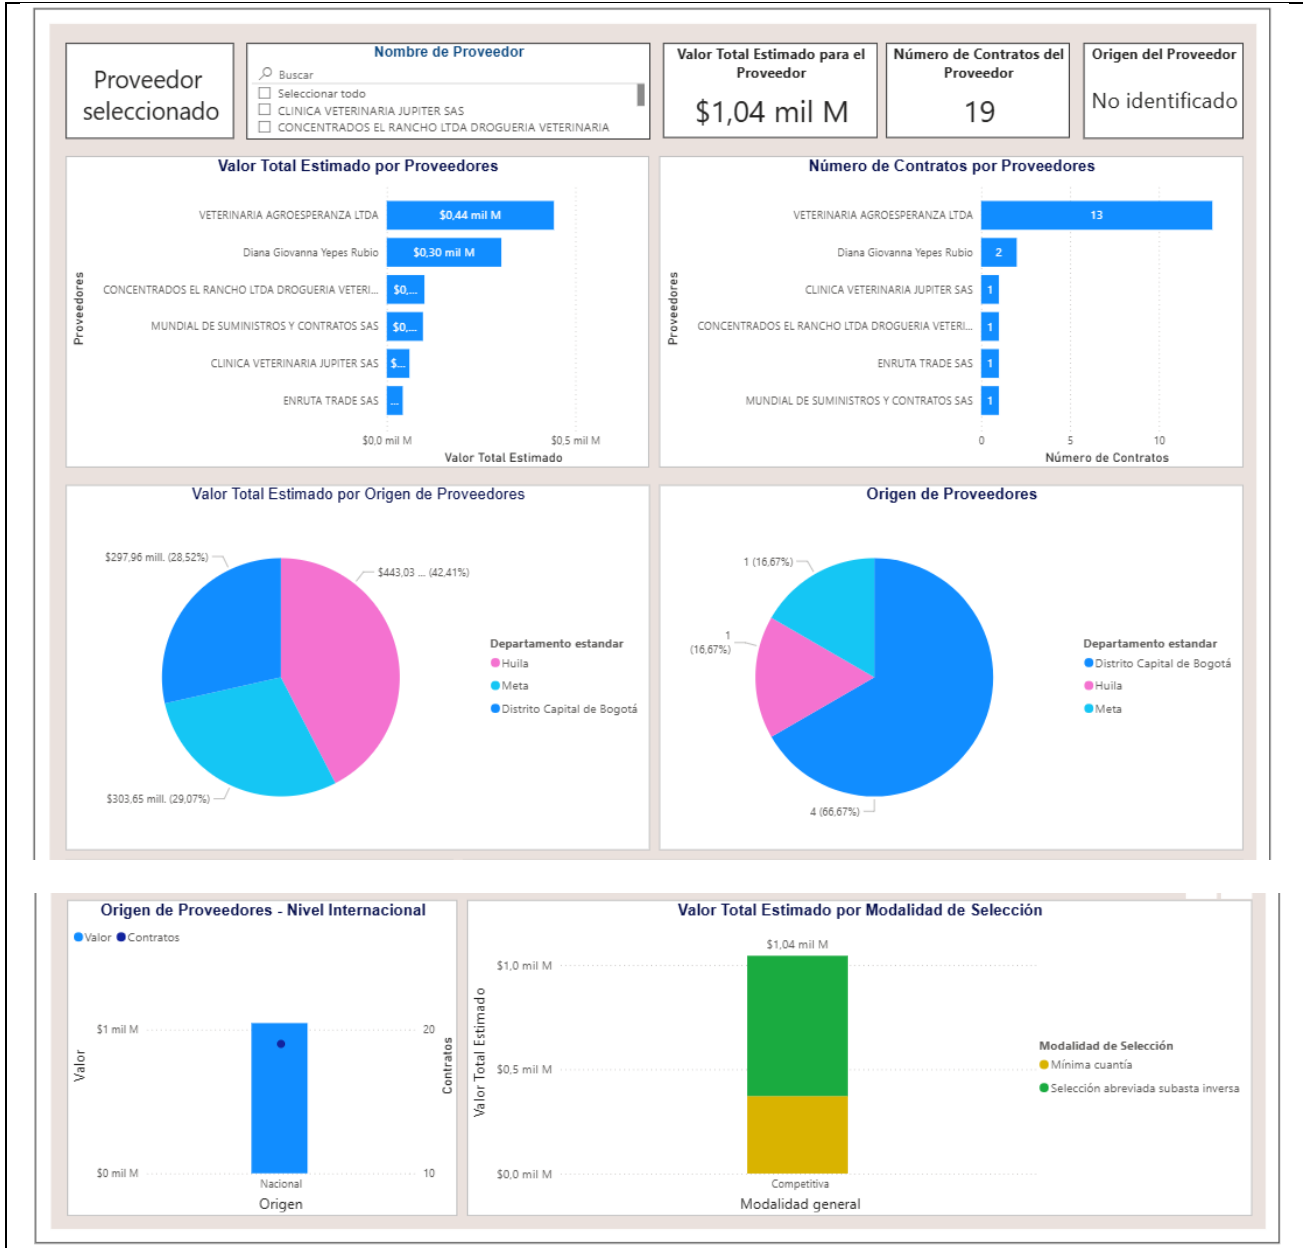 Proveedor
seleccionado
Nombre de Proveedor
Buscar
Seleccionar todo
CLINICA VETERINARIA JUPITER SAS
CONCENTRADOS EL RANCHO LTDA DROGUERIA VETERINARIA
Valor Total Estimado para el
Proveedor
$1,04 mil M
Número de Contratos del
Proveedor
19
Origen del Proveedor
No identificado
Valor Total Estimado por Proveedores
Proveedores
VETERINARIA AGROESPERANZA LTDA
$0,44 mil M
Diana Giovanna Yepes Rubio
$0,30 mil M
CONCENTRADOS EL RANCHO LTDA DROGUERIA VETERI...
$0,...
MUNDIAL DE SUMINISTROS Y CONTRATOS SAS
$0,...
CLINICA VETERINARIA JUPITER SAS
$...
ENRUTA TRADE SAS
...
$0,0 mil M
$0,5 mil M
Valor Total Estimado
Número de Contratos por Proveedores
Proveedores
VETERINARIA AGROESPERANZA LTDA
13
Diana Giovanna Yepes Rubio
2
CLINICA VETERINARIA JUPITER SAS
1
CONCENTRADOS EL RANCHO LTDA DROGUERIA VETERI...
1
ENRUTA TRADE SAS
1
MUNDIAL DE SUMINISTROS Y CONTRATOS SAS
1
0
5
10
Número de Contratos
Valor Total Estimado por Origen de Proveedores
$297,96 mill. (28,52%)
$443,03 ... (42,41%)
$303,65 mill. (29,07%)
Departamento estandar
Huila
Meta
Distrito Capital de Bogotá
Origen de Proveedores
1 (16,67%)
1
(16,67%)
4 (66,67%)
Departamento estandar
Distrito Capital de Bogotá
Huila
Meta
Origen de Proveedores - Nivel Internacional
Valor
Contratos
Valor
$1 mil M
$0 mil M
20
10
Contratos
Nacional
Origen
Valor Total Estimado por Modalidad de Selección
Valor Total Estimado
$1,04 mil M
$1,0 mil M
$0,5 mil M
$0,0 mil M
Competitiva
Modalidad general
Modalidad de Selección
Mínima cuantía
Selección abreviada subasta inversa